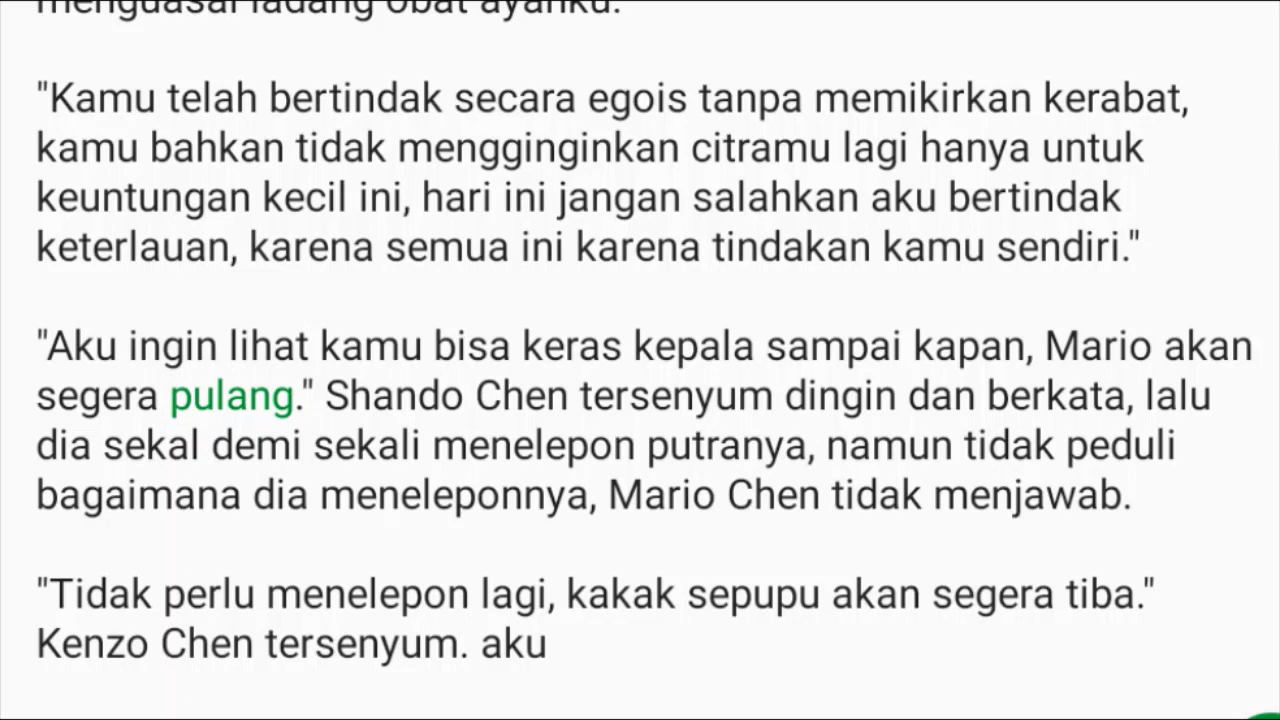 menguasai ladang obat ayahku.
"Kamu telah bertindak secara egois tanpa memikirkan kerabat,
kamu bahkan tidak mengginginkan citramu lagi hanya untuk
keuntungan kecil ini, hari ini jangan salahkan aku bertindak
keterlauan, karena semua ini karena tindakan kamu sendiri."
"Aku ingin lihat kamu bisa keras kepala sampai kapan, Mario akan
segera pulang." Shando Chen tersenyum dingin dan berkata, lalu
dia sekal demi sekali menelepon putranya, namun tidak peduli
bagaimana dia meneleponnya, Mario Chen tidak menjawab.
"Tidak perlu menelepon lagi, kakak sepupu akan segera tiba."
Kenzo Chen tersenyum. aku